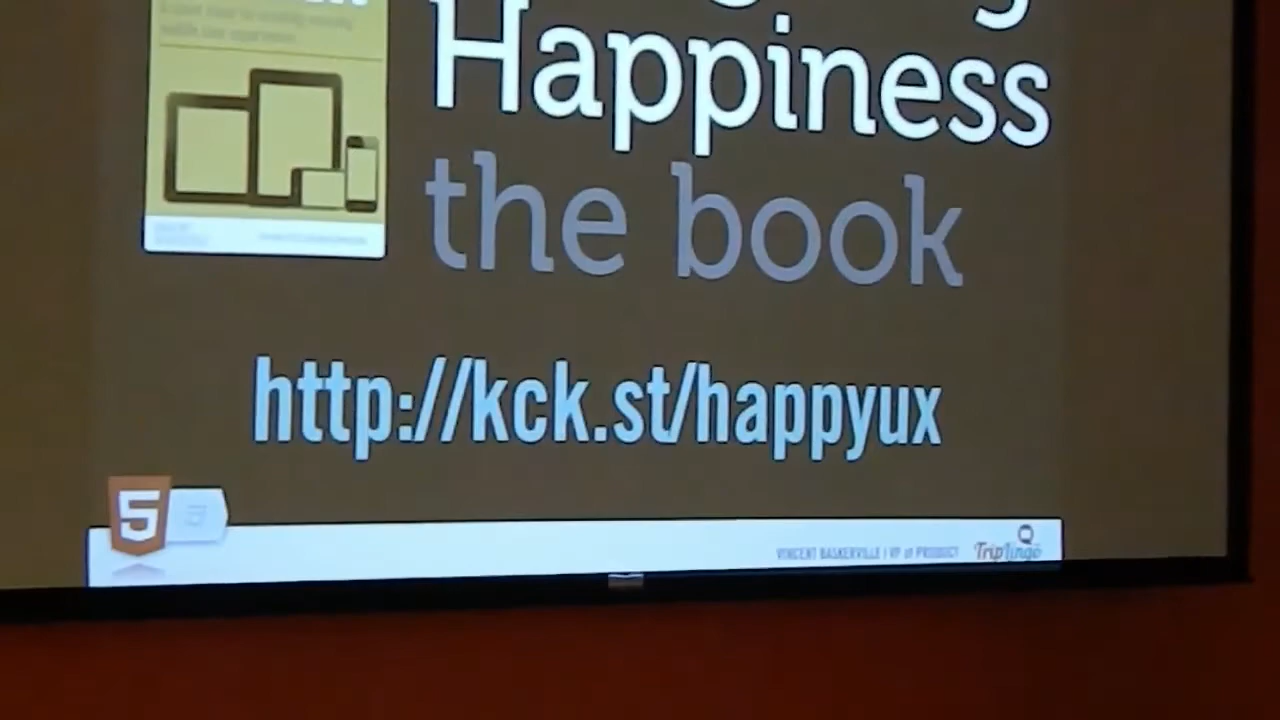 Happiness
the book
http://kck.st/happyux
5
VINCENT BASKERVILLE | VP of PRODUCT
TripLingo